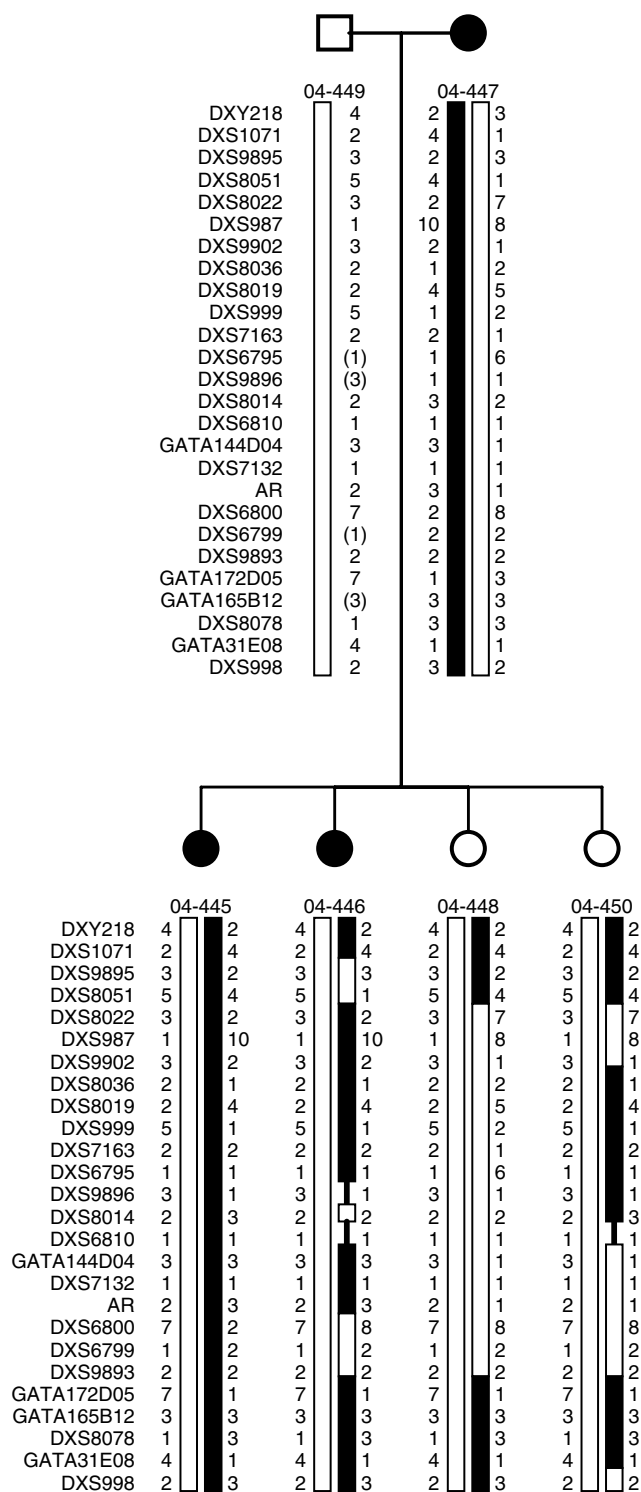 04-449 04-447
DXY218 4 2 3
DXS1071 2 4 1
DXS9895 3 2 3
DXS8051 5 4 1
DXS8022 3 2 7
DXS987 1 10 8
DXS9902 3 2 1
DXS8036 2 1 2
DXS8019 2 4 5
DXS999 5 1 2
DXS7163 2 2 1
DXS6795 (1) 1 6
DXS9896 (3) 1 1
DXS8014 2 3 2
DXS6810 1 1 1
GATA144D04 3 3 1
DXS7132 1 1 1
AR 2 3 1
DXS6800 7 2 8
DXS6799 (1) 2 2
DXS9893 2 2 2
GATA172D05 7 1 3
GATA165B12 (3) 3 3
DXS8078 1 3 3
GATA31E08 4 1 1
DXS998 2 3 2
04-445 04-446 04-448 04-450
DXY218 4 2 4 2 4 2 4 2
DXS1071 2 4 2 4 2 4 2 4
DXS9895 3 2 3 3 3 2 3 2
DXS8051 5 4 5 1 5 4 5 4
DXS8022 3 2 3 2 3 7 3 7
DXS987 1 10 1 10 1 8 1 8
DXS9902 3 2 3 2 3 1 3 1
DXS8036 2 1 2 1 2 2 2 1
DXS8019 2 4 2 4 2 5 2 4
DXS999 5 1 5 1 5 2 5 1
DXS7163 2 2 2 2 2 1 2 2
DXS6795 1 1 1 1 1 6 1 1
DXS9896 3 1 3 1 3 1 3 1
DXS8014 2 3 2 2 2 2 2 3
DXS6810 1 1 1 1 1 1 1 1
GATA144D04 3 3 3 3 3 1 3 1
DXS7132 1 1 1 1 1 1 1 1
AR 2 3 2 3 2 1 2 1
DXS6800 7 2 7 8 7 8 7 8
DXS6799 1 2 1 2 1 2 1 2
DXS9893 2 2 2 2 2 2 2 2
GATA172D05 7 1 7 1 7 1 7 1
GATA165B12 3 3 3 3 3 3 3 3
DXS8078 1 3 1 3 1 3 1 3
GATA31E08 4 1 4 1 4 1 4 1
DXS998 2 3 2 3 2 3 2 2